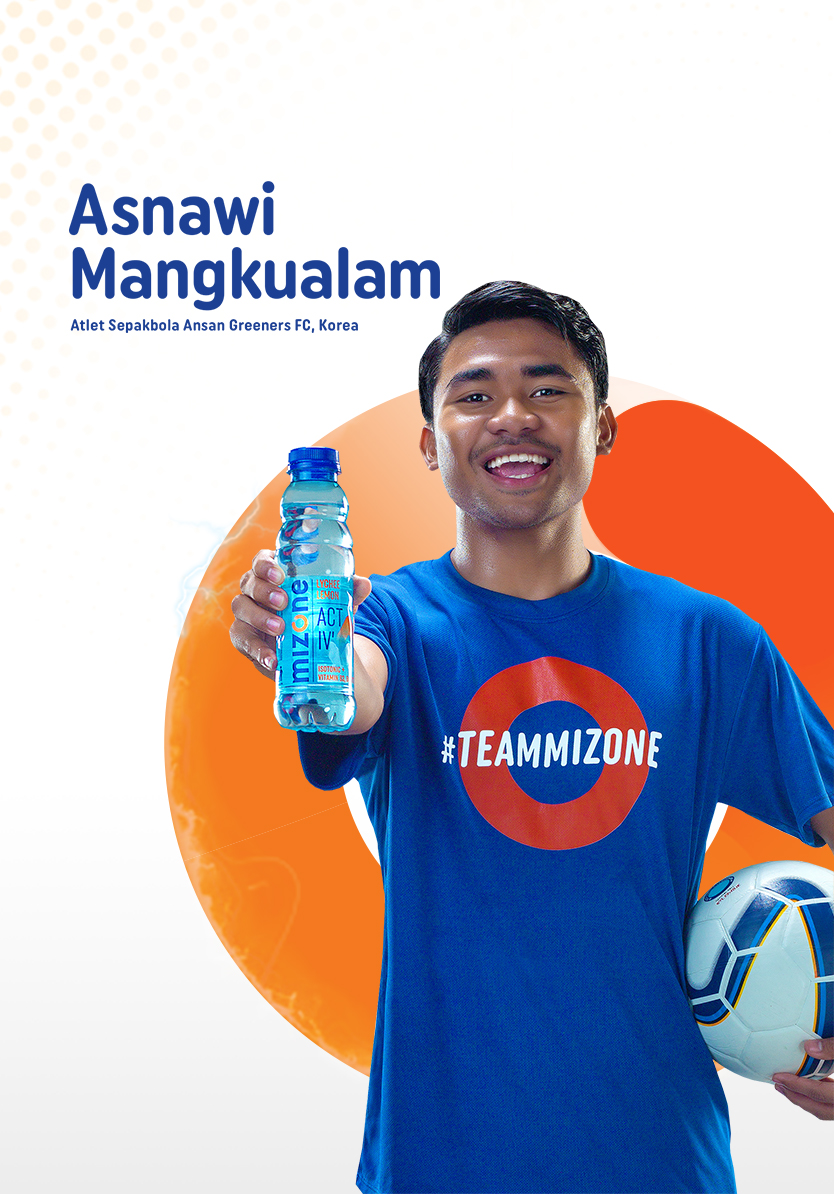 Asnawi
Mangkualam
Atlet Sepakbola Ansan Greeners FC, Korea
mizone
LYCHEE
LEMON
ACT
IV'
ISOTONIC +
#TEAMMIZONE